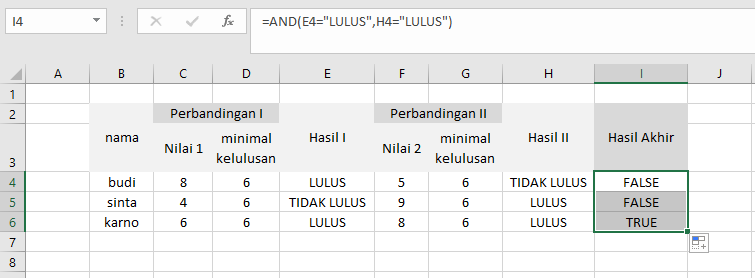 I4 fx =AND(E4="LULUS",H4="LULUS")
A B C D E F G H I J
1
2 Perbandingan I Perbandingan II
nama Hasil I Hasil II Hasil Akhir
3 Nilai 1 minimal kelulusan Nilai 2 minimal kelulusan
4 budi 8 6 LULUS 5 6 TIDAK LULUS FALSE
5 sinta 4 6 TIDAK LULUS 9 6 LULUS FALSE
6 karno 6 6 LULUS 8 6 LULUS TRUE
7
8